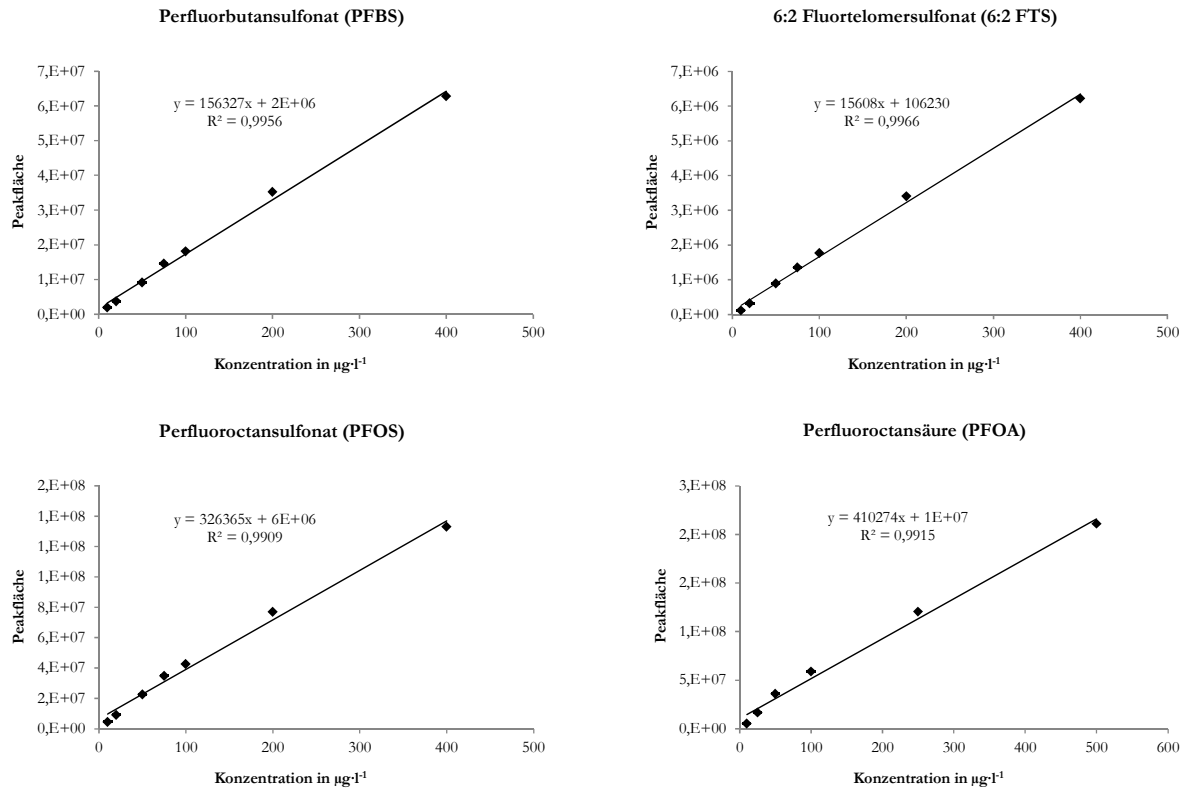 Perfluorbutansulfonat (PFBS)
7,E+07
6,E+07
5,E+07
4,E+07
3,E+07
2,E+07
1,E+07
0,E+00
y = 156327x + 2E+06
R² = 0,9956
Peakfläche
0
100
200
300
400
500
Konzentration in µg·l⁻¹
6:2 Fluortelomersulfonat (6:2 FTS)
7,E+06
6,E+06
5,E+06
4,E+06
3,E+06
2,E+06
1,E+06
0,E+00
y = 15608x + 106230
R² = 0,9966
Peakfläche
0
100
200
300
400
500
Konzentration in µg·l⁻¹
Perfluoroctansulfonat (PFOS)
2,E+08
1,E+08
1,E+08
1,E+08
8,E+07
6,E+07
4,E+07
2,E+07
0,E+00
y = 326365x + 6E+06
R² = 0,9909
Peakfläche
0
100
200
300
400
500
Konzentration in µg·l⁻¹
Perfluoroctansäure (PFOA)
3,E+08
2,E+08
2,E+08
1,E+08
5,E+07
0,E+00
y = 410274x + 1E+07
R² = 0,9915
Peakfläche
0
100
200
300
400
500
600
Konzentration in µg·l⁻¹